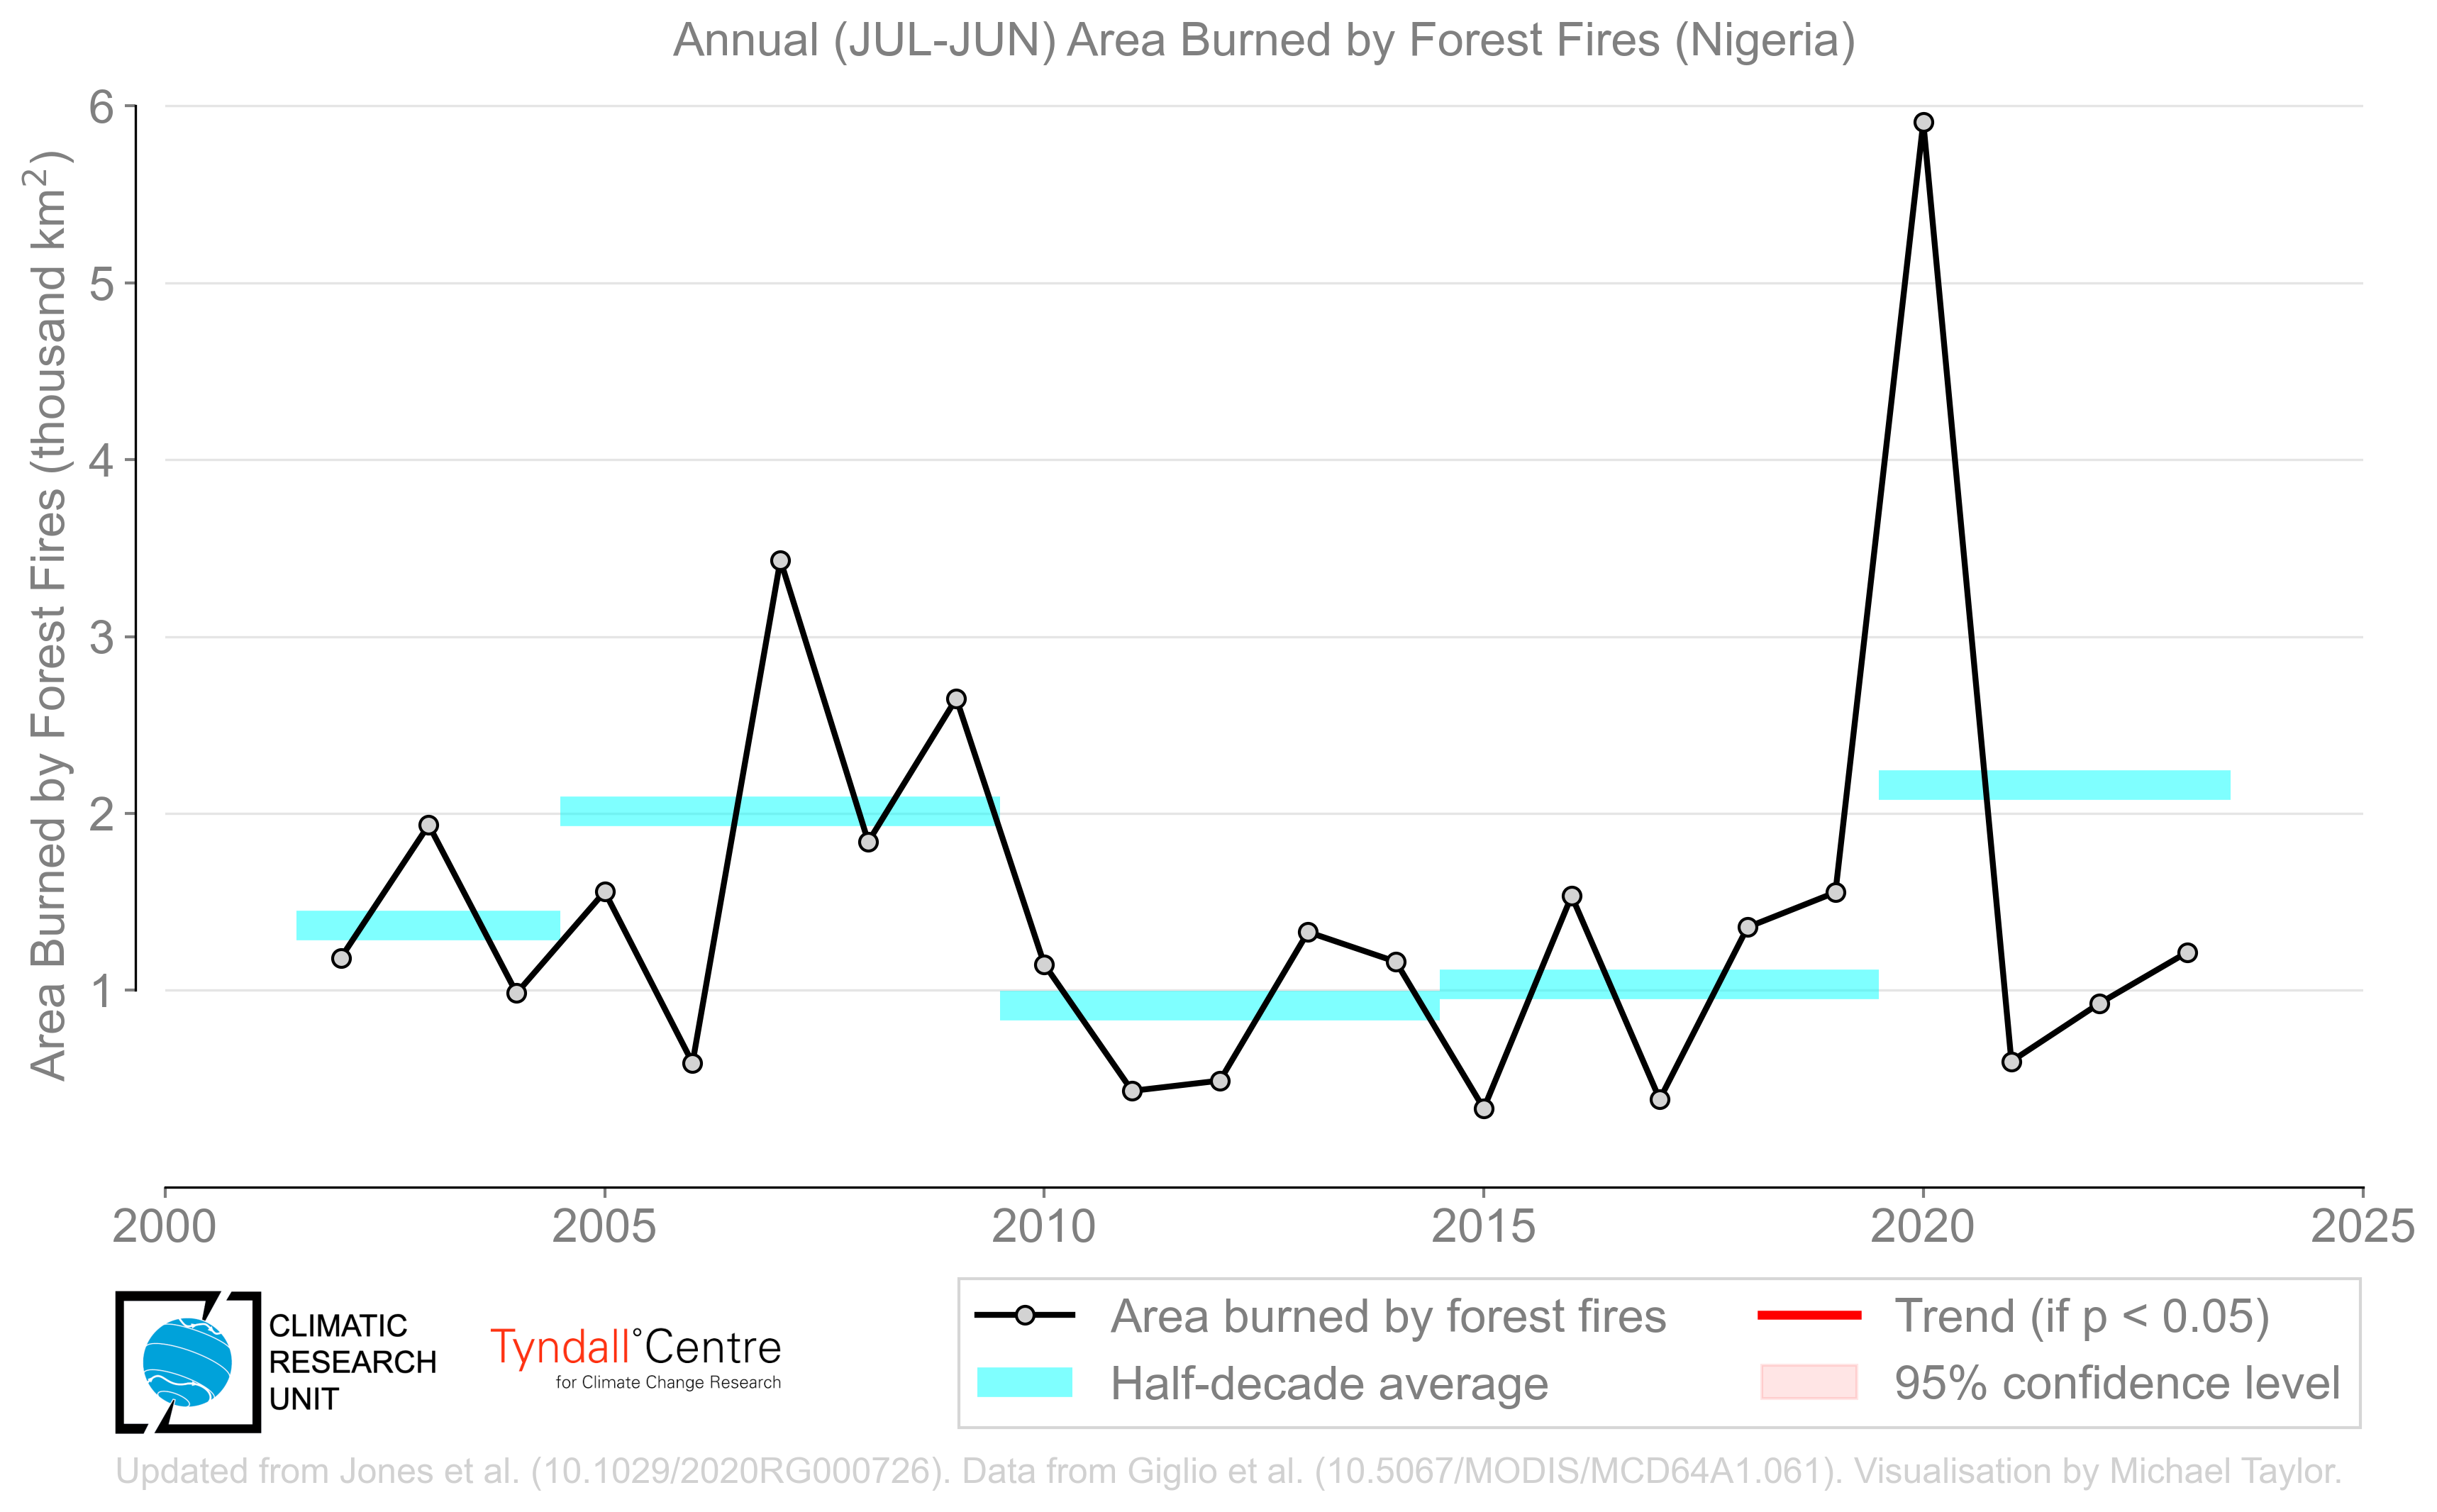 Annual (JUL-JUN) Area Burned by Forest Fires (Nigeria)
Area Burned by Forest Fires (thousand km²)
6
5
4
3
2
1
2000 2005 2010 2015 2020 2025
CLIMATIC
RESEARCH
UNIT
Tyndall°Centre
for Climate Change Research
Area burned by forest fires
Half-decade average
Trend (if p < 0.05)
95% confidence level
Updated from Jones et al. (10.1029/2020RG000726). Data from Giglio et al. (10.5067/MODIS/MCD64A1.061). Visualisation by Michael Taylor.